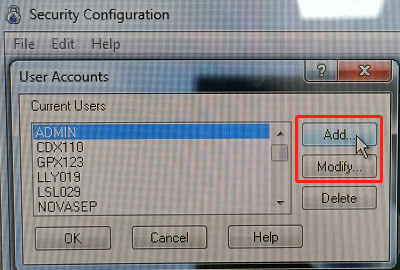 Security Configuration
File Edit Help
User Accounts
?
X
Current Users
ADMIN
CDX110
GPX123
LLY019
LSL029
NOVASEP
Add...
Modify...
Delete
OK
Cancel
Help